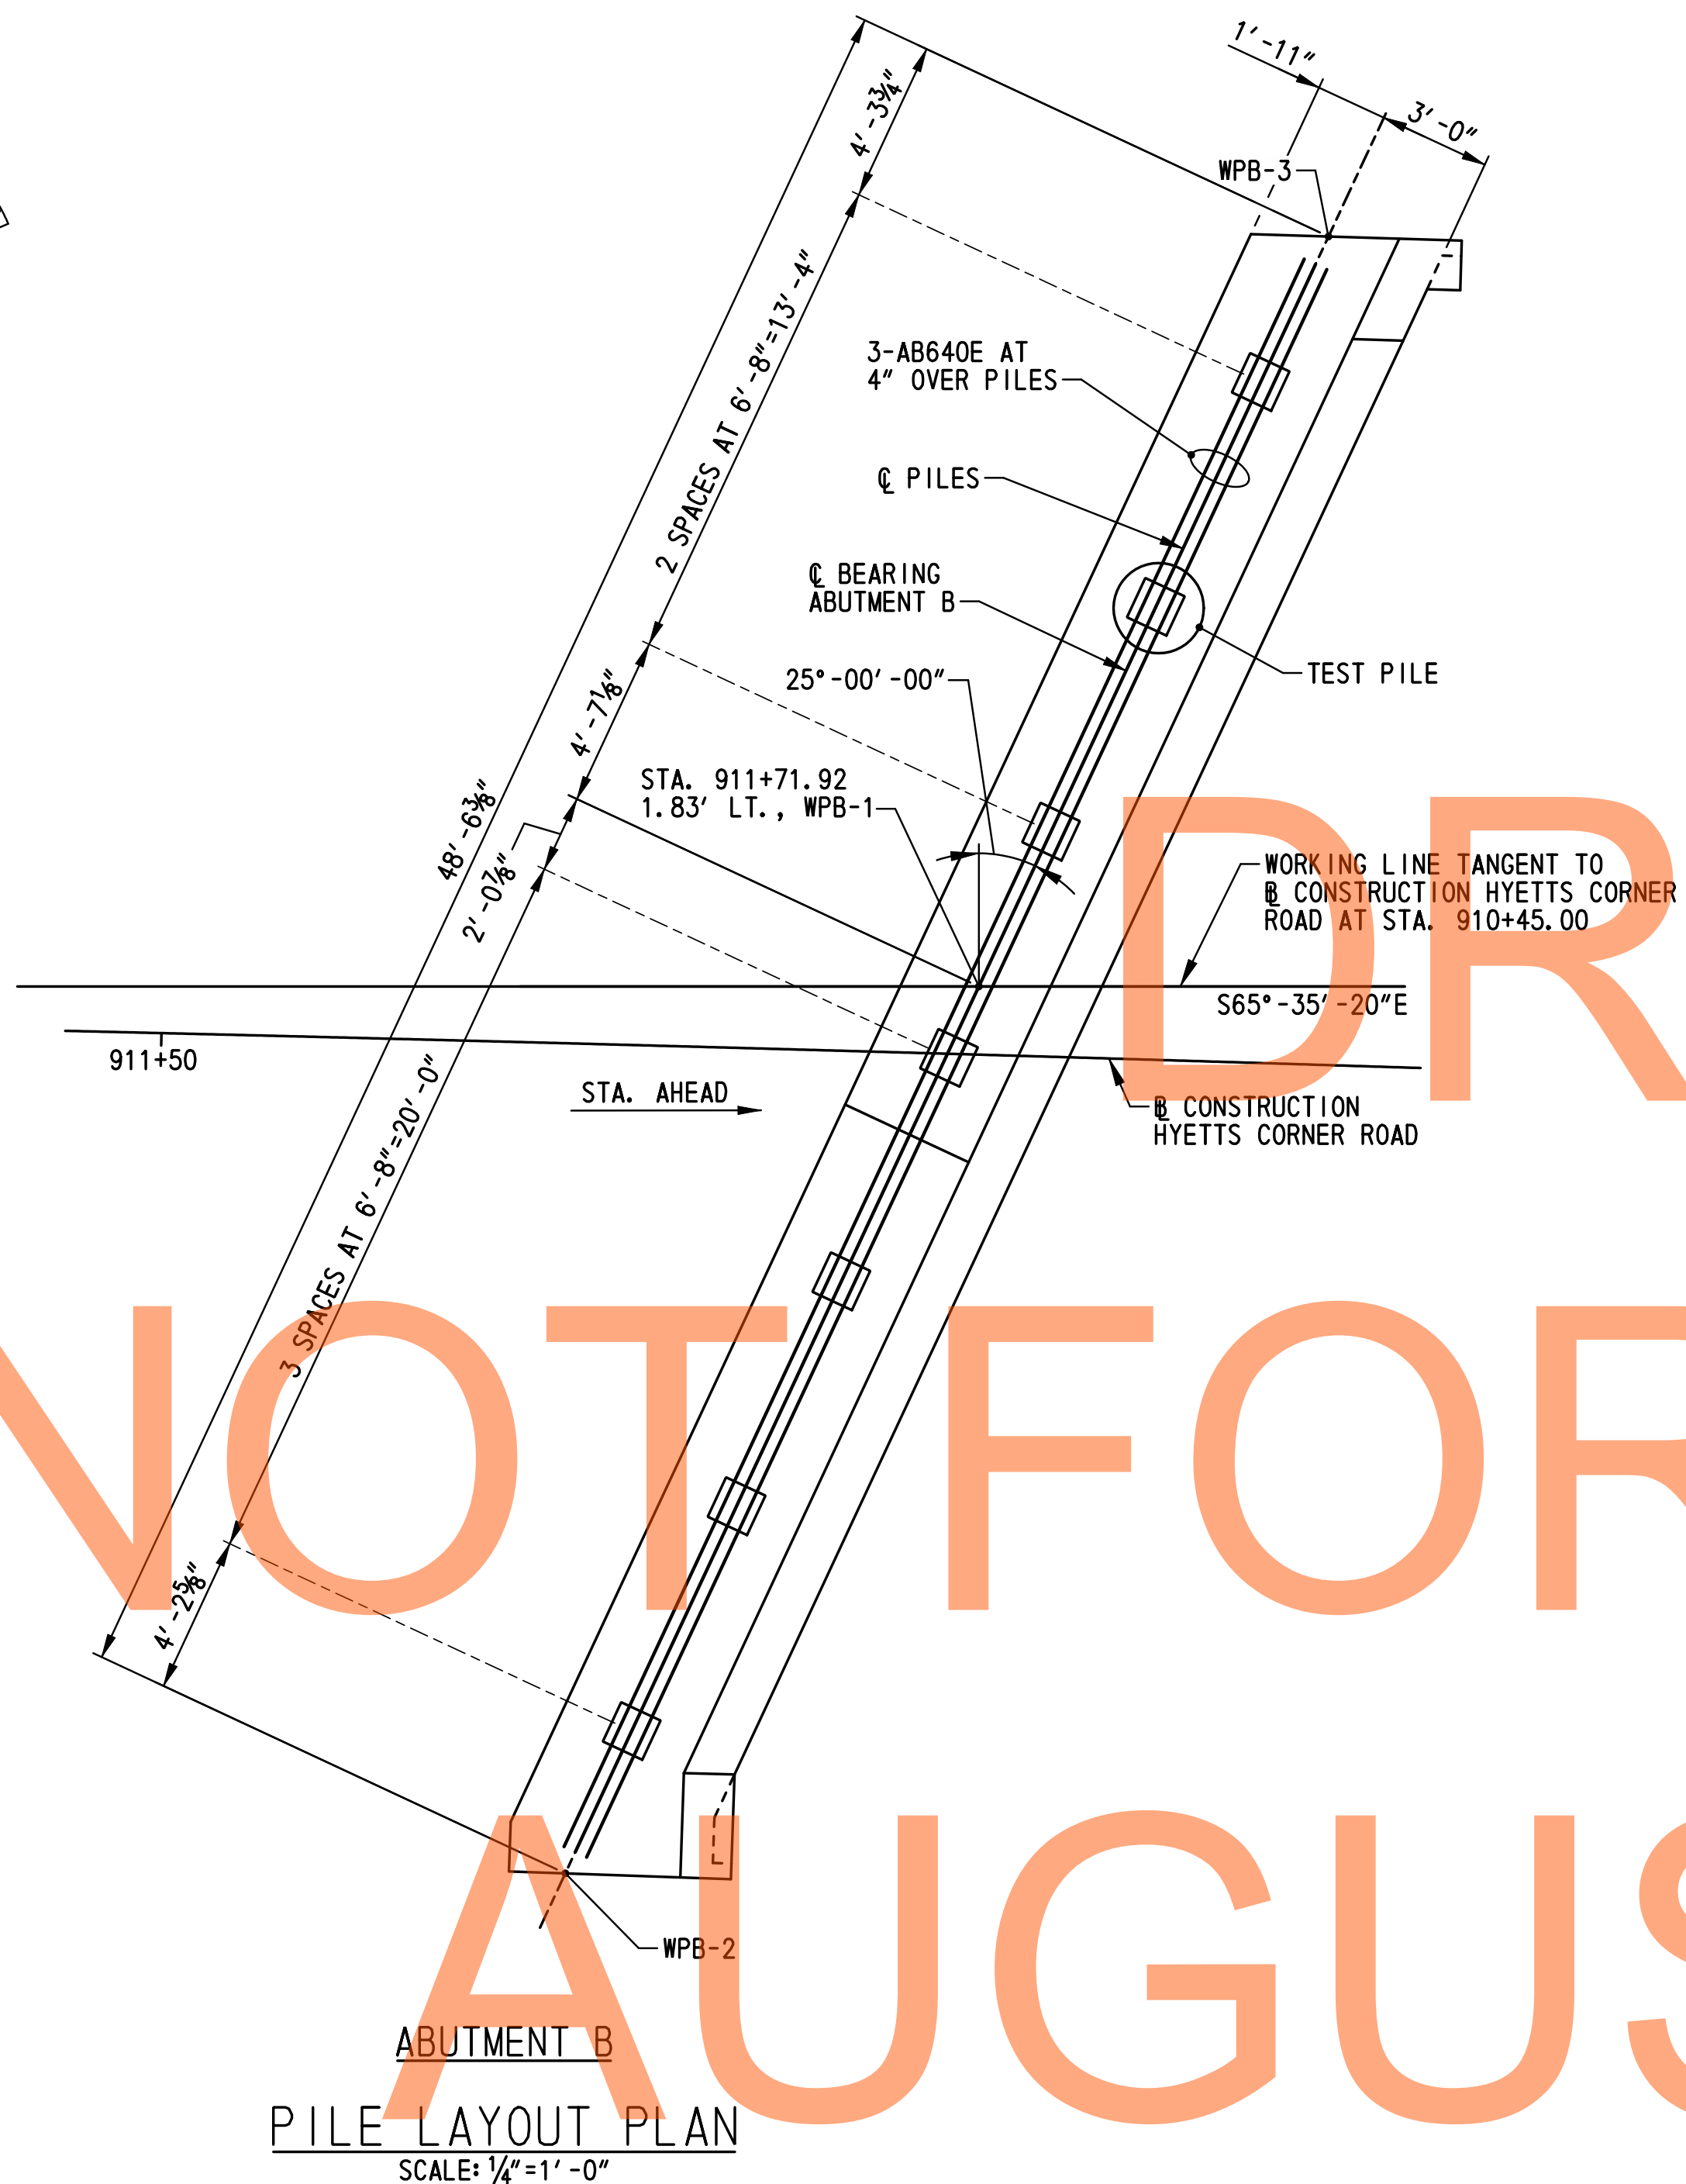 1'-11"
3'-0"
4'-3¾"
WPB-3
2 SPACES AT 6'-8"=13'-4"
3-AB640E AT
4" OVER PILES
℄ PILES
℄ BEARING
ABUTMENT B
TEST PILE
25°-00'-00"
4'-7⅛"
STA. 911+71.92
1.83' LT., WPB-1
48'-6⅜"
2'-0⅞"
WORKING LINE TANGENT TO
BL CONSTRUCTION HYETTS CORNER
ROAD AT STA. 910+45.00
S65°-35'-20"E
911+50
STA. AHEAD
BL CONSTRUCTION
HYETTS CORNER ROAD
3 SPACES AT 6'-8"=20'-0"
4'-2⅝"
WPB-2
DR
NOT FOR
AUGUS
ABUTMENT B
PILE LAYOUT PLAN
SCALE: ¼"=1'-0"